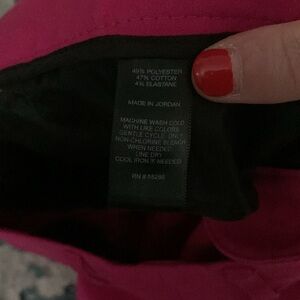 49% POLYESTER
47% COTTON
4% ELASTANE
MADE IN JORDAN
MACHINE WASH COLD
WITH LIKE COLORS
GENTLE CYCLE ONLY
NON-CHLORINE BLEACH
WHEN NEEDED
LINE DRY
COOL IRON IF NEEDED
RN #